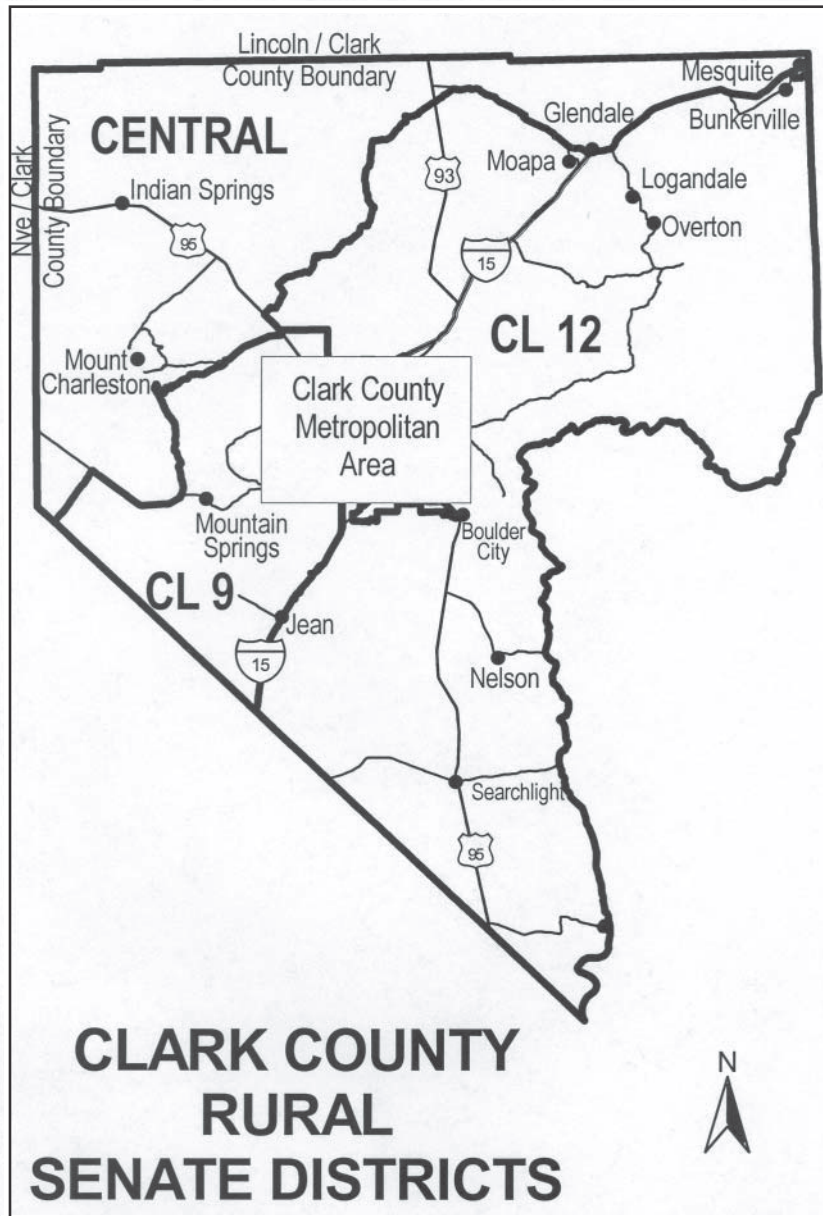 Lincoln / Clark
County Boundary
Mesquite
Bunkerville
Glendale
Moapa
CENTRAL
Nye / Clark
County Boundary
Indian Springs
93
Logandale
Overton
95
15
CL 12
Mount
Charleston
Clark County
Metropolitan
Area
Mountain
Springs
Boulder
City
CL 9
Jean
15
Nelson
Searchlight
95
CLARK COUNTY
RURAL
SENATE DISTRICTS
N